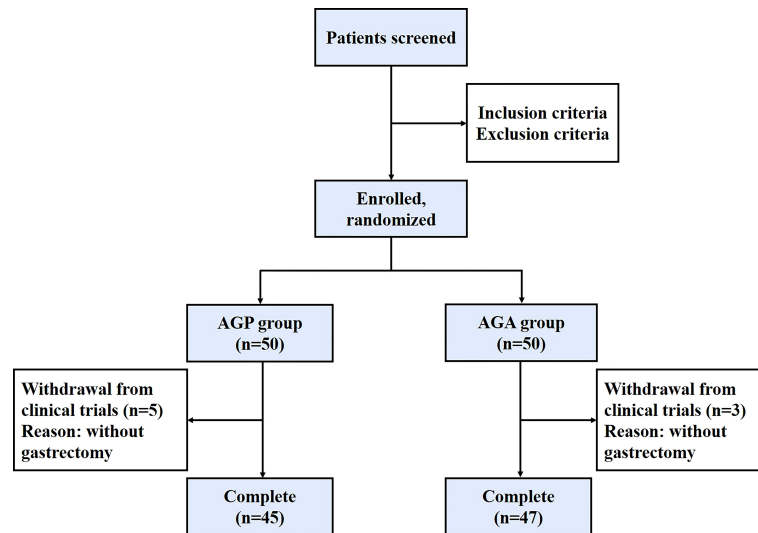 Patients screened
Inclusion criteria
Exclusion criteria
Enrolled,
randomized
AGP group
(n=50)
AGA group
(n=50)
Withdrawal from
clinical trials (n=5)
Reason: without
gastrectomy
Withdrawal from
clinical trials (n=3)
Reason: without
gastrectomy
Complete
(n=45)
Complete
(n=47)